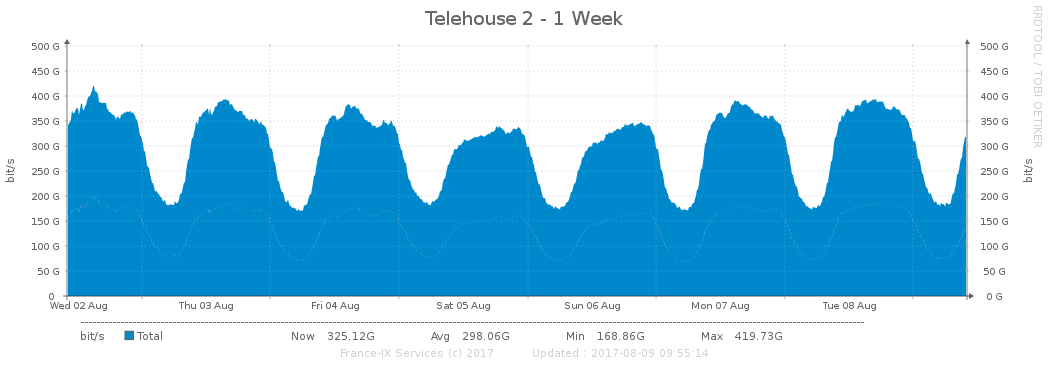 Telehouse 2 - 1 Week
RRDTOOL / TOBI OETIKER
bit/s
500 G 500 G
450 G 450 G
400 G 400 G
350 G 350 G
300 G 300 G
250 G 250 G
200 G 200 G
150 G 150 G
100 G 100 G
50 G 50 G
0 0 G
bit/s
Wed 02 Aug Thu 03 Aug Fri 04 Aug Sat 05 Aug Sun 06 Aug Mon 07 Aug Tue 08 Aug
bit/s Total Now 325.12G Avg 298.06G Min 168.86G Max 419.73G
France-IX Services (c) 2017 Updated : 2017-08-09 09:55:14